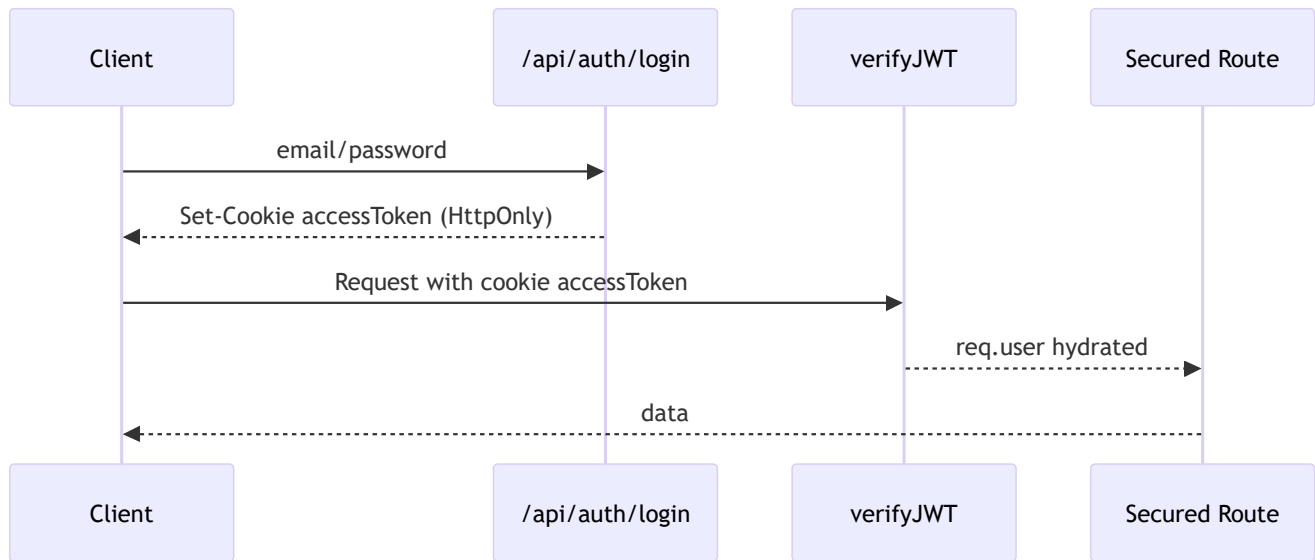 Client
/api/auth/login
verifyJWT
Secured Route
email/password
Set-Cookie accessToken (HttpOnly)
Request with cookie accessToken
req.user hydrated
data
Client
/api/auth/login
verifyJWT
Secured Route